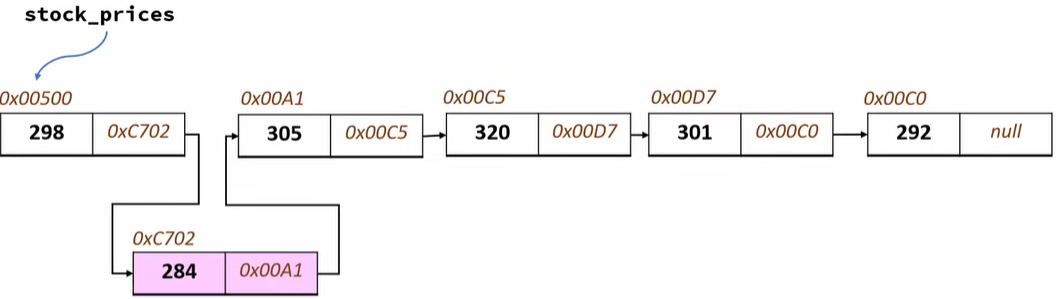 stock_prices
0x00500 0x00A1 0x00C5 0x00D7 0x00C0
298 0xC702 305 0x00C5 320 0x00D7 301 0x00C0 292 null
0xC702
284 0x00A1